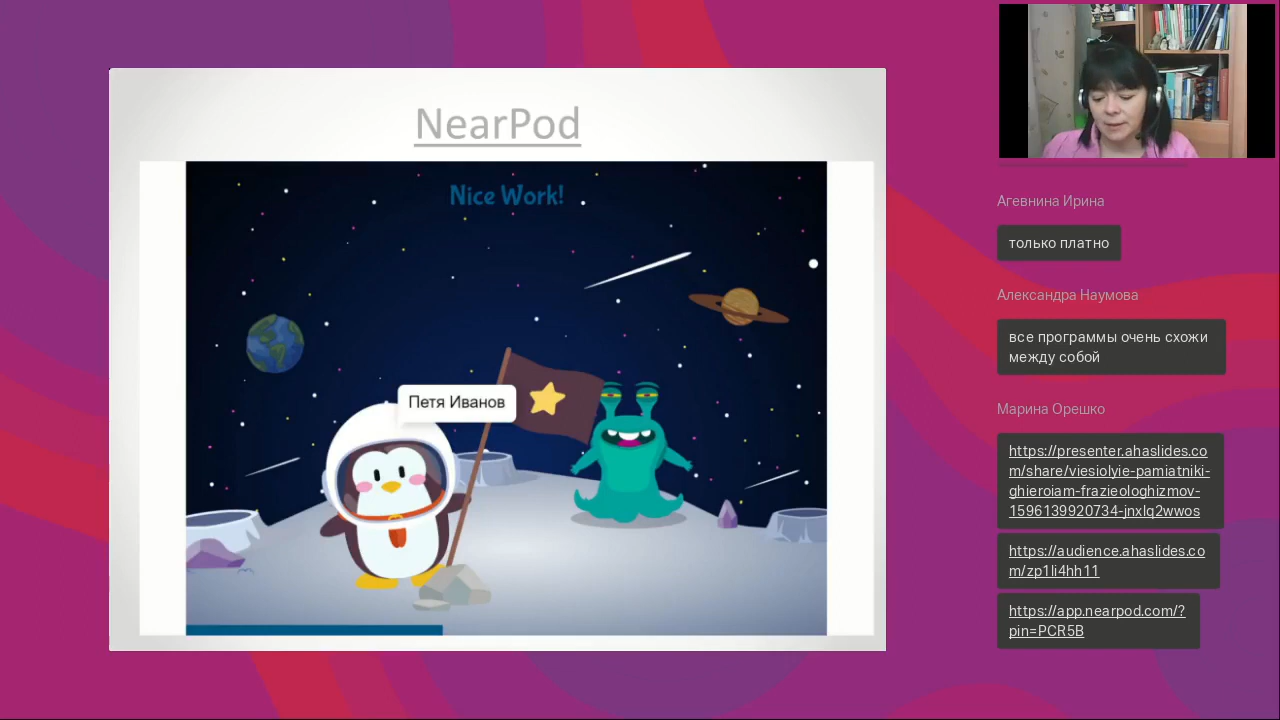 NearPod
Nice Work!
Петя Иванов
Агевнина Ирина
только платно
Александра Наумова
все программы очень схожи
между собой
Марина Орешко
https://presenter.ahaslides.co
m/share/viesiolyie-pamiatniki-
ghieroiam-frazieologhizmov-
1596139920734-jnxlq2wwos
https://audience.ahaslides.co
m/zp1li4hh11
https://app.nearpod.com/?
pin=PCR5B